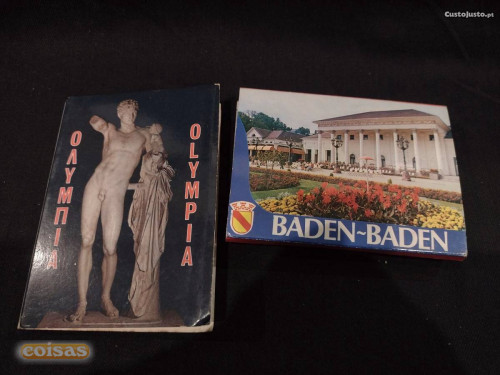 CustoJusto.pt
ΟΛΥΜΠΙΑ
OLYMPIA
BADEN~BADEN
coisas